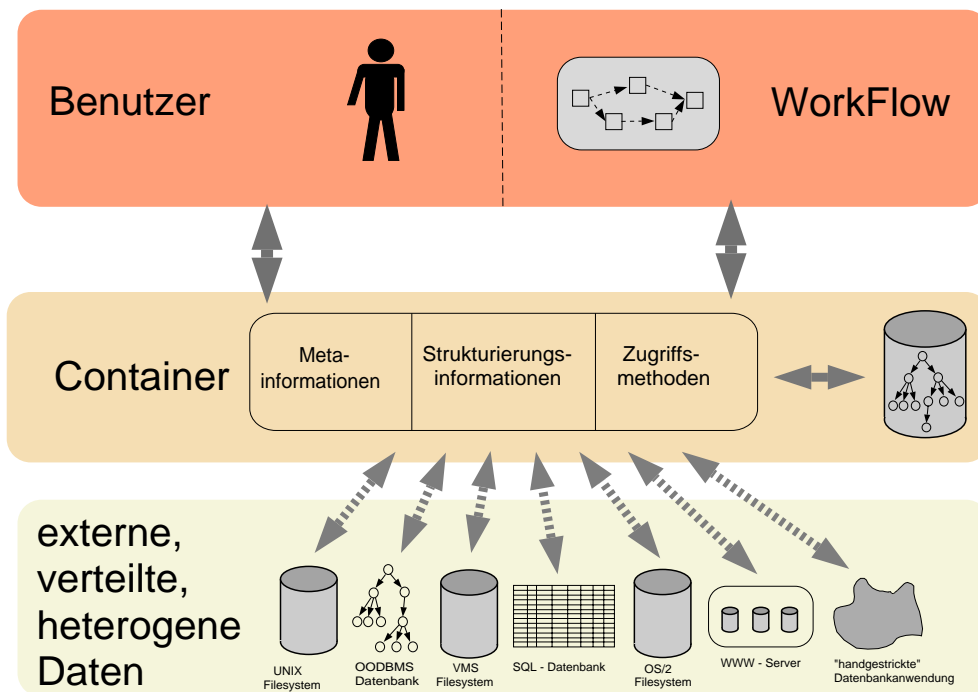 Benutzer
WorkFlow
Container
Meta-
informationen
Strukturierungs-
informationen
Zugriffs-
methoden
externe,
verteilte,
heterogene
Daten
UNIX
Filesystem
OODBMS
Datenbank
VMS
Filesystem
SQL - Datenbank
OS/2
Filesystem
WWW - Server
"handgestrickte"
Datenbankanwendung